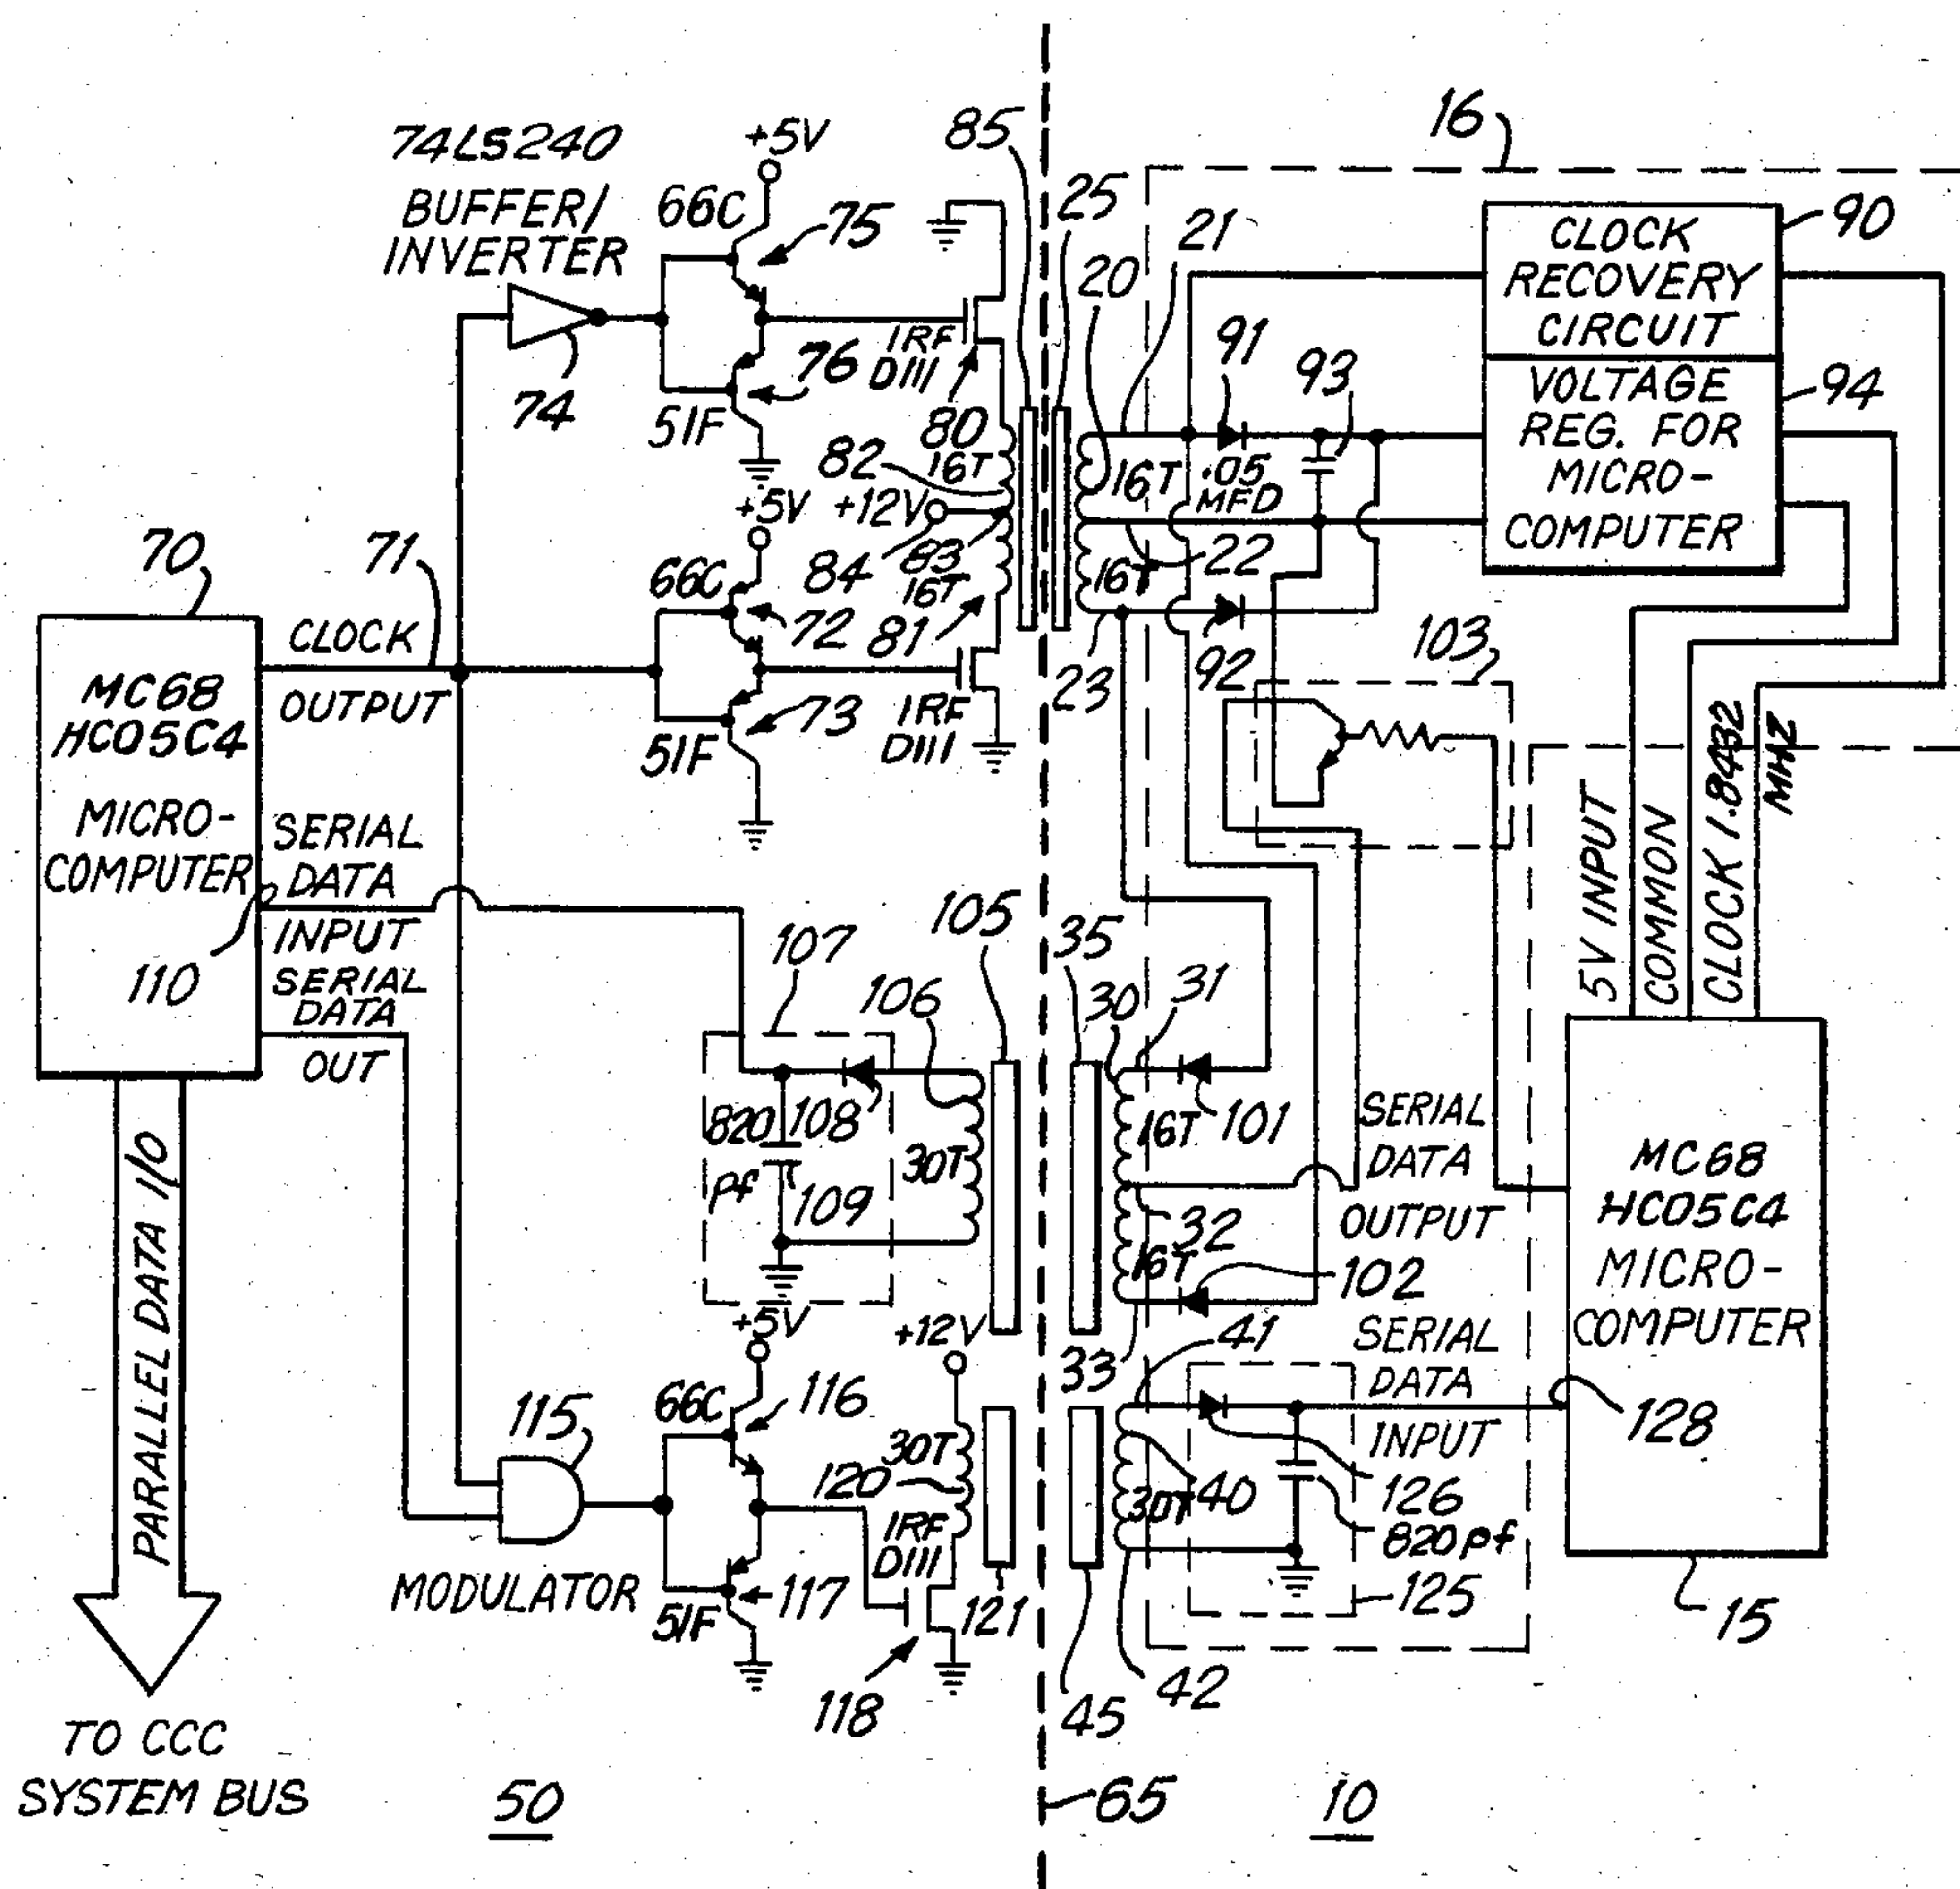 74LS240
BUFFER/
INVERTER
74
66C
+5V
75
76
51F
IRF
D111
80
16T
82
+12V
84
83
16T
81
85
25
20
21
16T
16T
22
23
91
.05
MFD
93
92
16
CLOCK
RECOVERY
CIRCUIT
90
VOLTAGE
REG. FOR
MICRO-
COMPUTER
94
70
71
CLOCK
OUTPUT
MC68
HC05C4
MICRO-
COMPUTER
+5V
66C
72
73
51F
IRF
D111
103
5V INPUT
COMMON
CLOCK 1.8432
MHZ
SERIAL
DATA
INPUT
110
SERIAL
DATA
OUT
107
106
105
820
pf
108
109
30T
35
30
31
16T
101
32
16T
102
33
SERIAL
DATA
OUTPUT
MC68
HC05C4
MICRO-
COMPUTER
15
PARALLEL DATA I/O
TO CCC
SYSTEM BUS
115
MODULATOR
+5V
66C
116
117
51F
+12V
30T
120
IRF
D111
118
121
41
40
30T
42
45
SERIAL
DATA
INPUT
128
126
820 pf
125
50
65
10